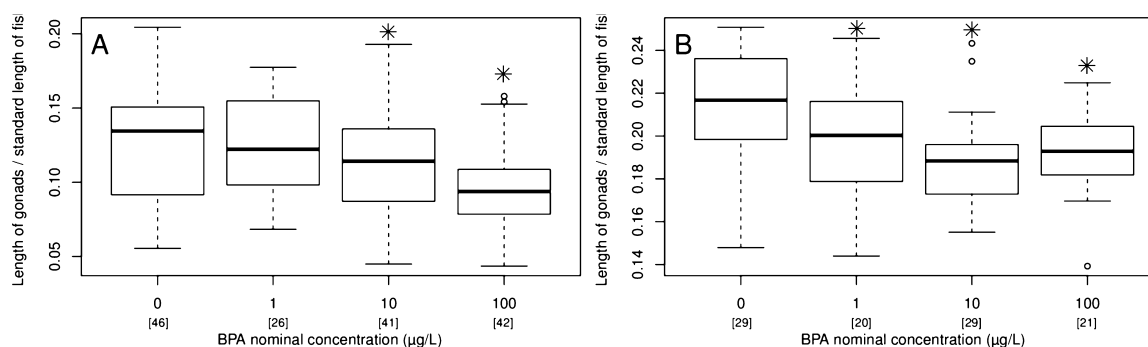 A
Length of gonads / standard length of fis
0.20
0.15
0.10
0.05
0 1 10 100
[46] [26] [41] [42]
BPA nominal concentration (µg/L)
B
Length of gonads / standard length of fis
0.24
0.22
0.20
0.18
0.16
0.14
0 1 10 100
[29] [20] [29] [21]
BPA nominal concentration (µg/L)